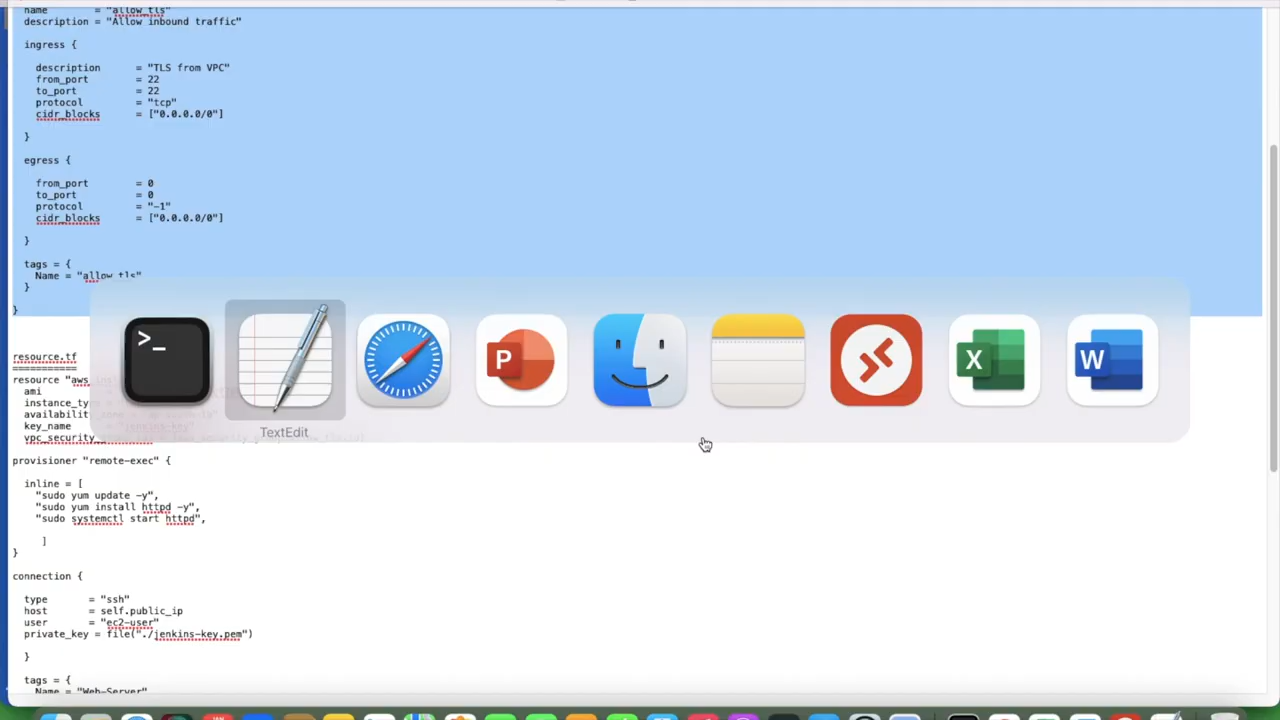 name        = "allow_tls"
description = "Allow inbound traffic"
ingress {
description      = "TLS from VPC"
from_port        = 22
to_port          = 22
protocol         = "tcp"
cidr_blocks      = ["0.0.0.0/0"]
}
egress {
from_port        = 0
to_port          = 0
protocol         = "-1"
cidr_blocks      = ["0.0.0.0/0"]
}
tags = {
Name = "allow_tls"
}
}
>_
P
X
W
TextEdit
resource.tf
===========
resource "aws
ami
instance_type
availability_zone
key_name
vpc_security_
provisioner "remote-exec" {
inline = [
"sudo yum update -y",
"sudo yum install httpd -y",
"sudo systemctl start httpd",
]
}
connection {
type        = "ssh"
host        = self.public_ip
user        = "ec2-user"
private_key = file("./jenkins-key.pem")
}
tags = {
Name = "Web-Server"